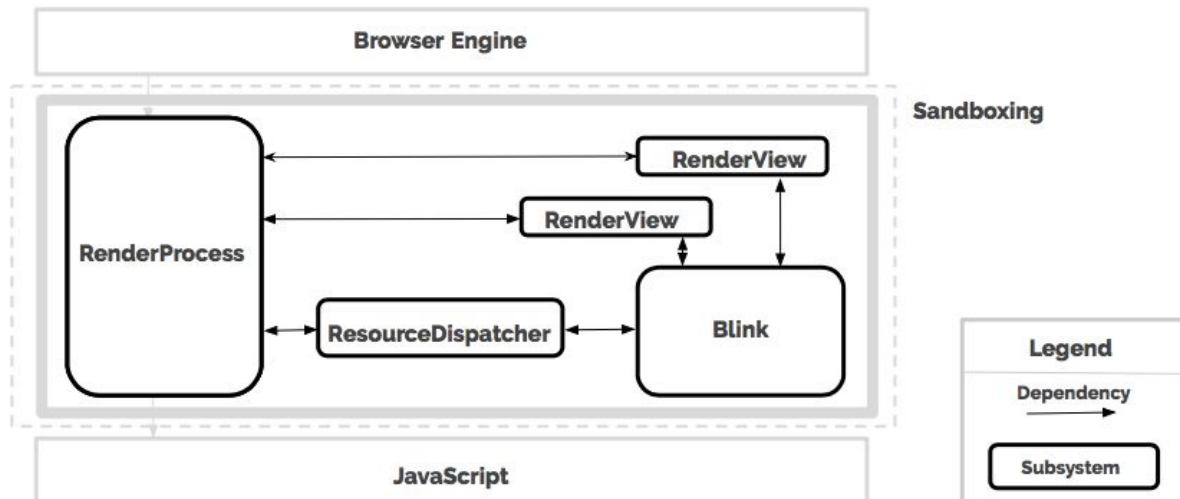 Browser Engine
Sandboxing
RenderView
RenderView
RenderProcess
ResourceDispatcher
Blink
Legend
Dependency
Subsystem
JavaScript